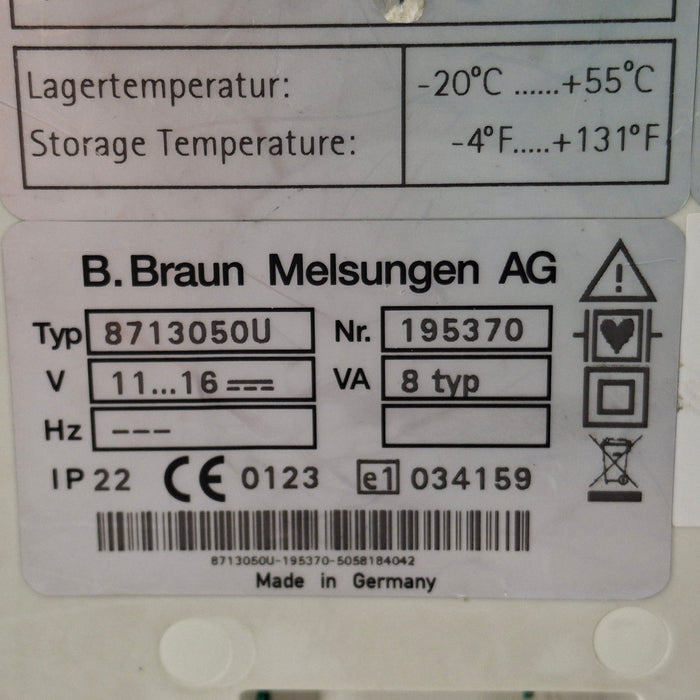 Lagertemperatur: -20°C ......+55°C
Storage Temperature: -4°F.....+131°F
B. Braun Melsungen AG
Typ 8713050U Nr. 195370
V 11...16 VA 8 typ
Hz ---
IP 22 CE 0123 e1 034159
8713050U-195370-5058184042
Made in Germany